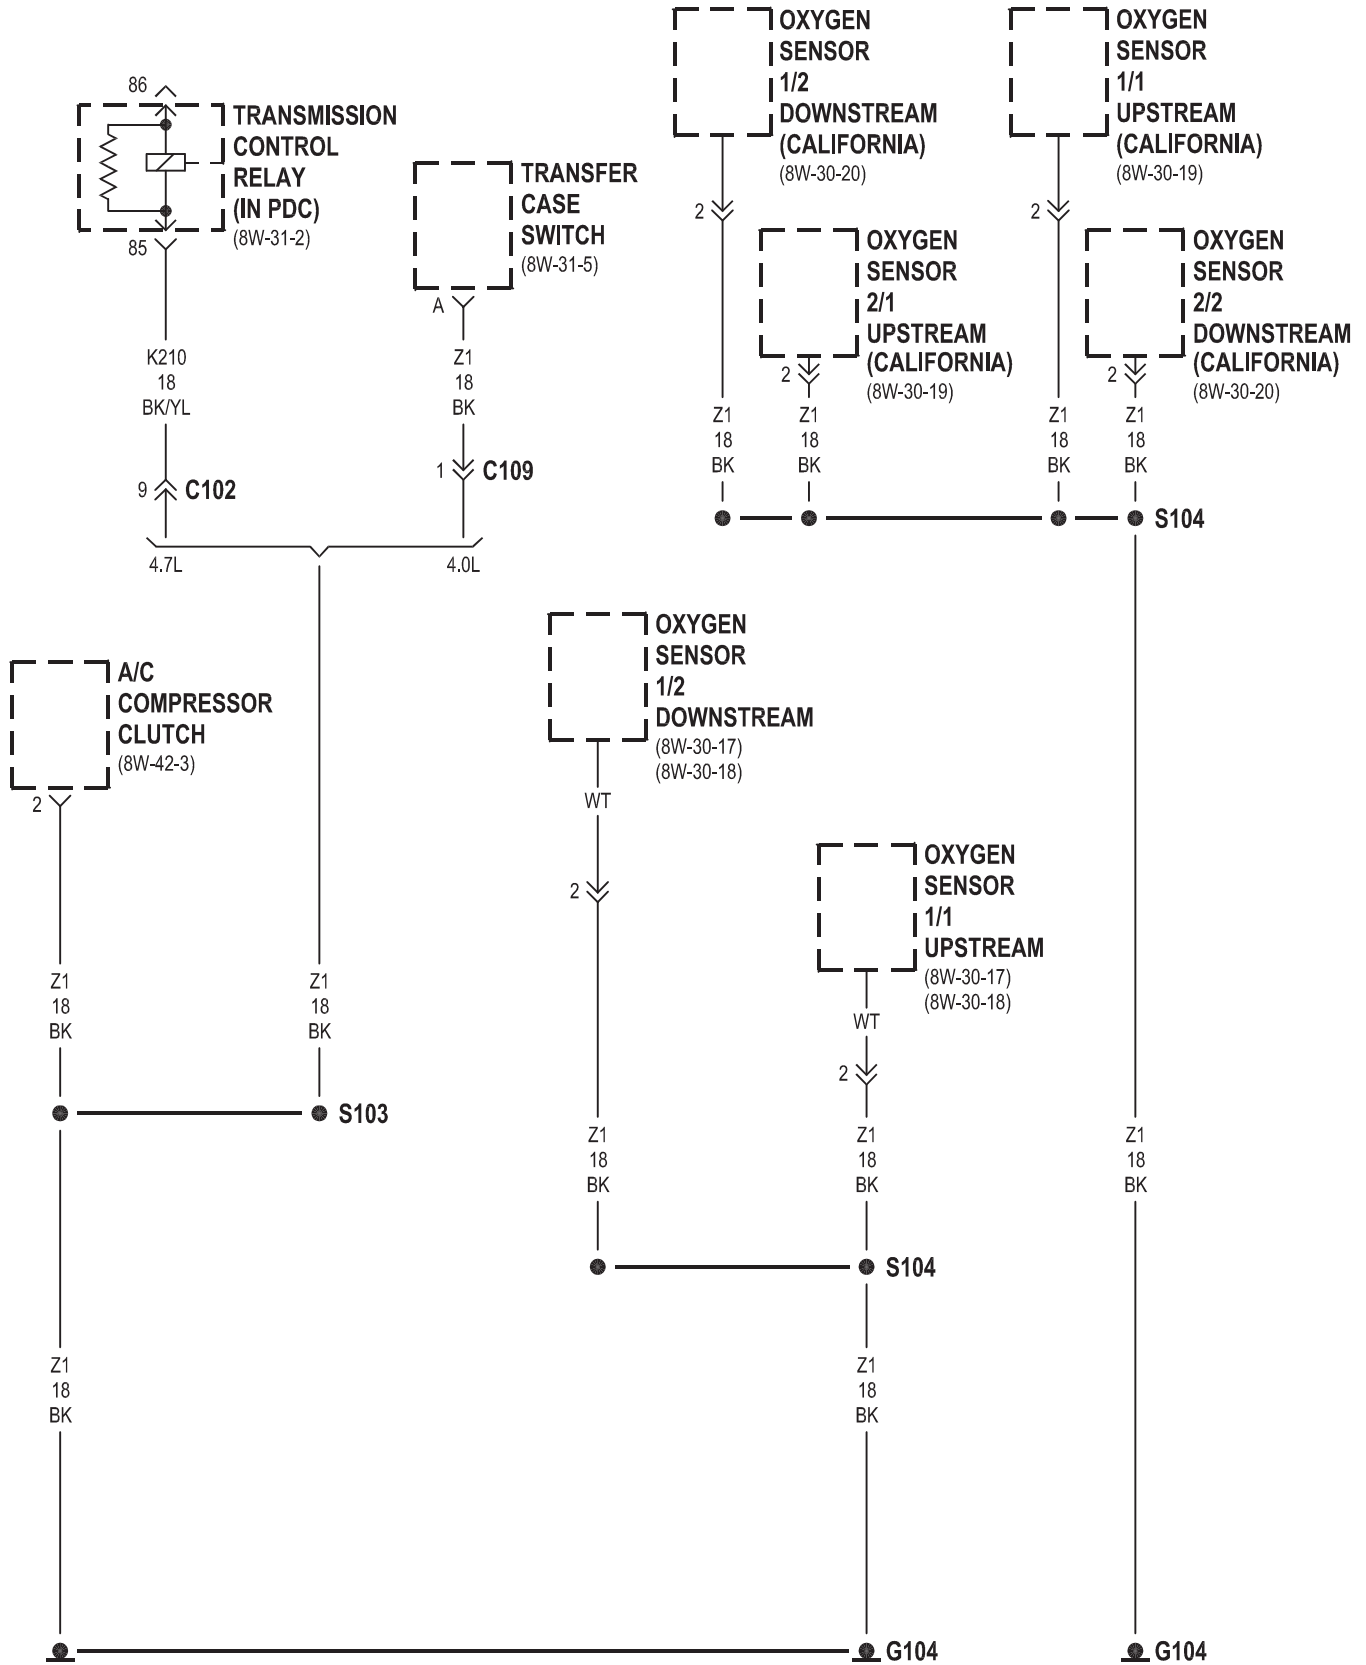 OXYGEN
SENSOR
1/2
DOWNSTREAM
(CALIFORNIA)
(8W-30-20)
2
OXYGEN
SENSOR
1/1
UPSTREAM
(CALIFORNIA)
(8W-30-19)
2
86
TRANSMISSION
CONTROL
RELAY
(IN PDC)
(8W-31-2)
85
TRANSFER
CASE
SWITCH
(8W-31-5)
A
OXYGEN
SENSOR
2/1
UPSTREAM
(CALIFORNIA)
(8W-30-19)
2
OXYGEN
SENSOR
2/2
DOWNSTREAM
(CALIFORNIA)
(8W-30-20)
2
K210
18
BK/YL
Z1
18
BK
Z1
18
BK
Z1
18
BK
Z1
18
BK
Z1
18
BK
9
C102
1
C109
S104
4.7L
4.0L
OXYGEN
SENSOR
1/2
DOWNSTREAM
(8W-30-17)
(8W-30-18)
WT
2
A/C
COMPRESSOR
CLUTCH
(8W-42-3)
2
OXYGEN
SENSOR
1/1
UPSTREAM
(8W-30-17)
(8W-30-18)
WT
2
Z1
18
BK
Z1
18
BK
S103
Z1
18
BK
Z1
18
BK
Z1
18
BK
S104
Z1
18
BK
Z1
18
BK
G104
G104